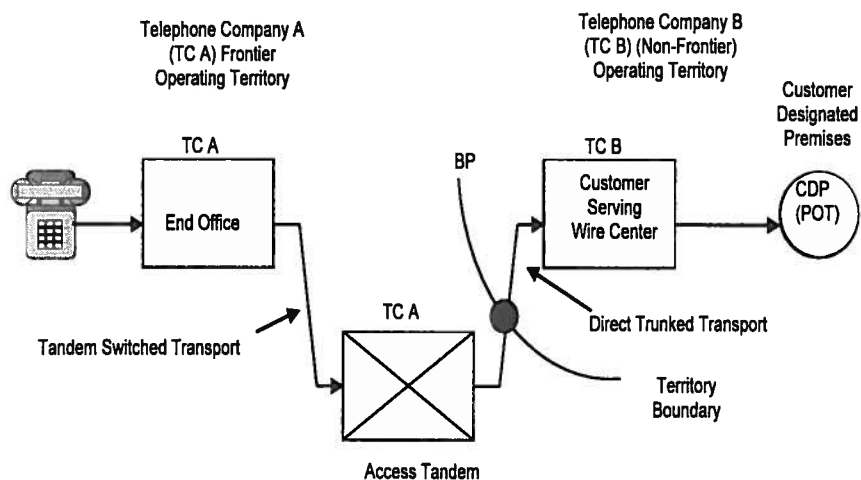 Telephone Company A
(TC A) Frontier
Operating Territory
Telephone Company B
(TC B) (Non-Frontier)
Operating Territory
Customer
Designated
Premises
TC A
End Office
BP
TC B
Customer
Serving
Wire Center
CDP
(POT)
Tandem Switched Transport
TC A
Direct Trunked Transport
Territory
Boundary
Access Tandem